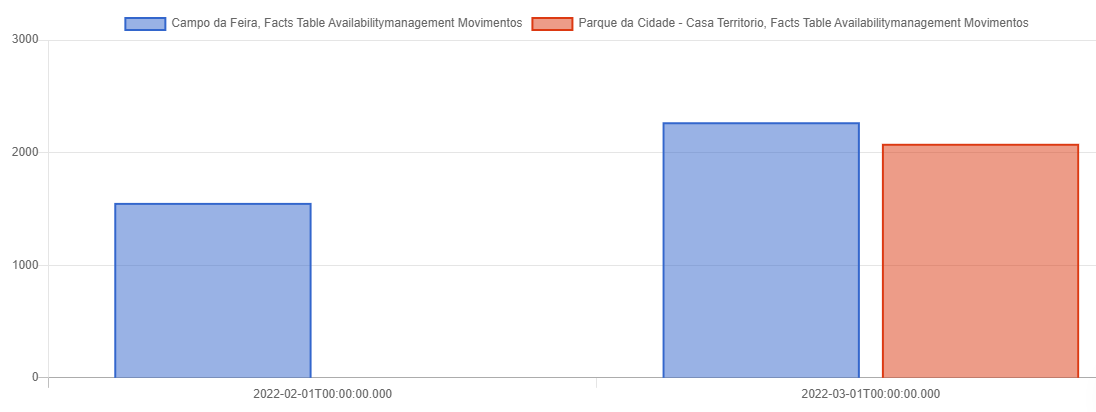 Campo da Feira, Facts Table Availabilitymanagement Movimentos Parque da Cidade - Casa Territorio, Facts Table Availabilitymanagement Movimentos
3000
2000
1000
0
2022-02-01T00:00:00.000 2022-03-01T00:00:00.000